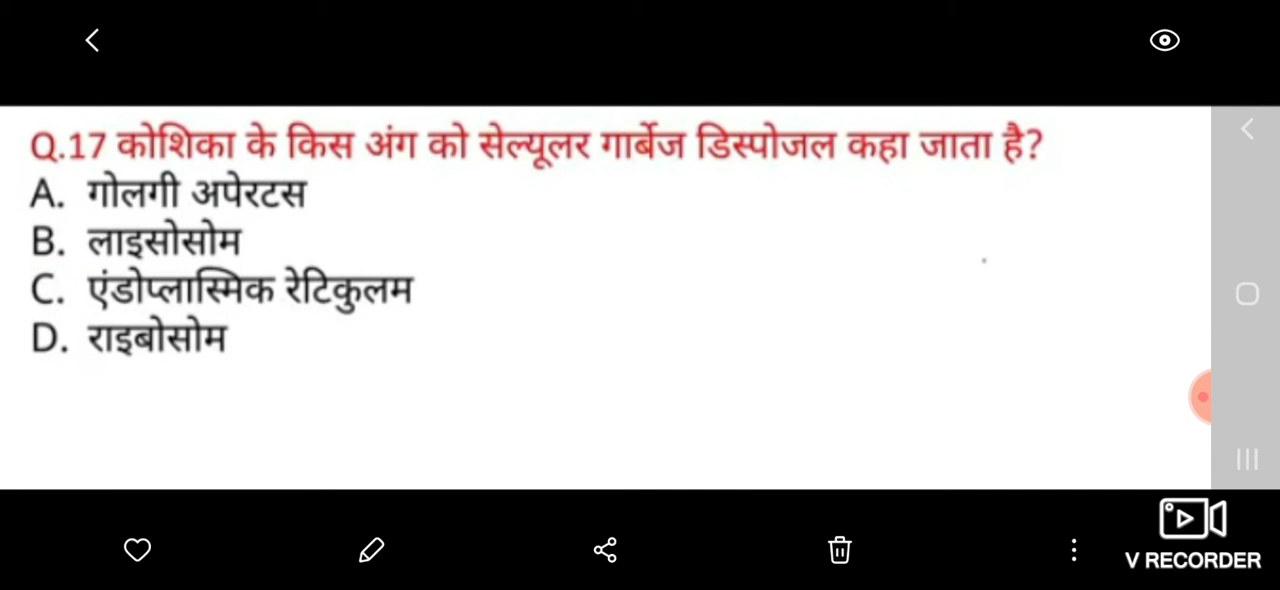 Q.17 कोशिका के किस अंग को सेल्यूलर गार्बेज डिस्पोजल कहा जाता है?
A. गोलगी अपेरटस
B. लाइसोसोम
C. एंडोप्लास्मिक रेटिकुलम
D. राइबोसोम
V RECORDER